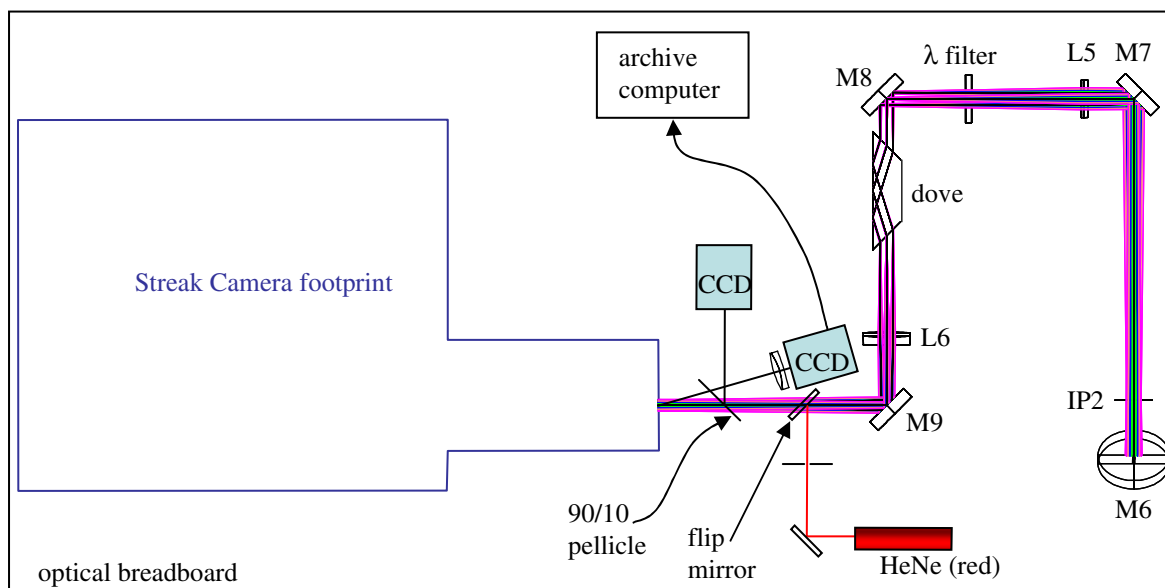 archive
computer
M8
λ filter
L5
M7
dove
Streak Camera footprint
CCD
CCD
L6
M9
IP2
M6
90/10
pellicle
flip
mirror
HeNe (red)
optical breadboard